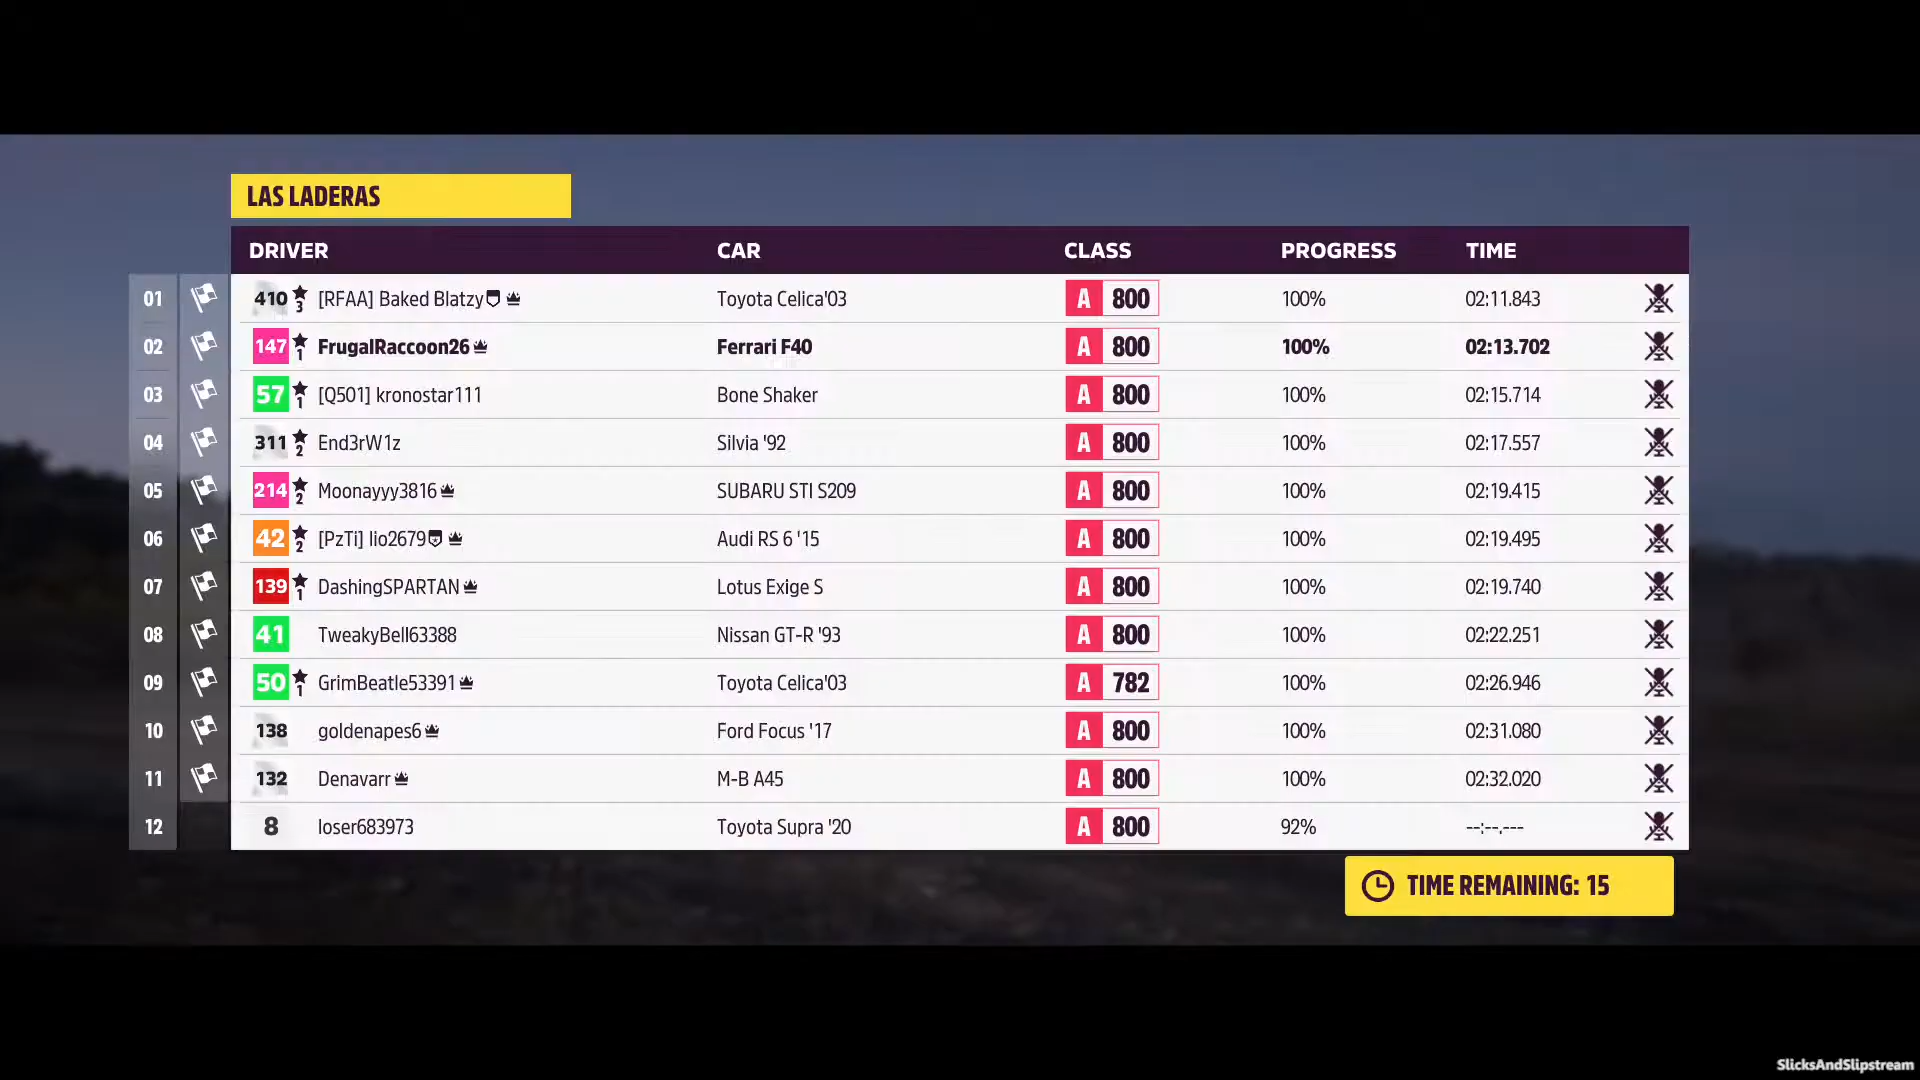 LAS LADERAS
DRIVER CAR CLASS PROGRESS TIME
01 410 3 [RFAA] Baked Blatzy Toyota Celica'03 A 800 100% 02:11.843
02 147 1 FrugalRaccoon26 Ferrari F40 A 800 100% 02:13.702
03 57 1 [Q501] kronostar111 Bone Shaker A 800 100% 02:15.714
04 311 2 End3rW1z Silvia '92 A 800 100% 02:17.557
05 214 2 Moonayyy3816 SUBARU STI S209 A 800 100% 02:19.415
06 42 2 [PzTi] lio2679 Audi RS 6 '15 A 800 100% 02:19.495
07 139 1 DashingSPARTAN Lotus Exige S A 800 100% 02:19.740
08 41 TweakyBell63388 Nissan GT-R '93 A 800 100% 02:22.251
09 50 1 GrimBeatle53391 Toyota Celica'03 A 782 100% 02:26.946
10 138 goldenapes6 Ford Focus '17 A 800 100% 02:31.080
11 132 Denavarr M-B A45 A 800 100% 02:32.020
12 8 loser683973 Toyota Supra '20 A 800 92% --:--.---
TIME REMAINING: 15
SlicksAndSlipstream